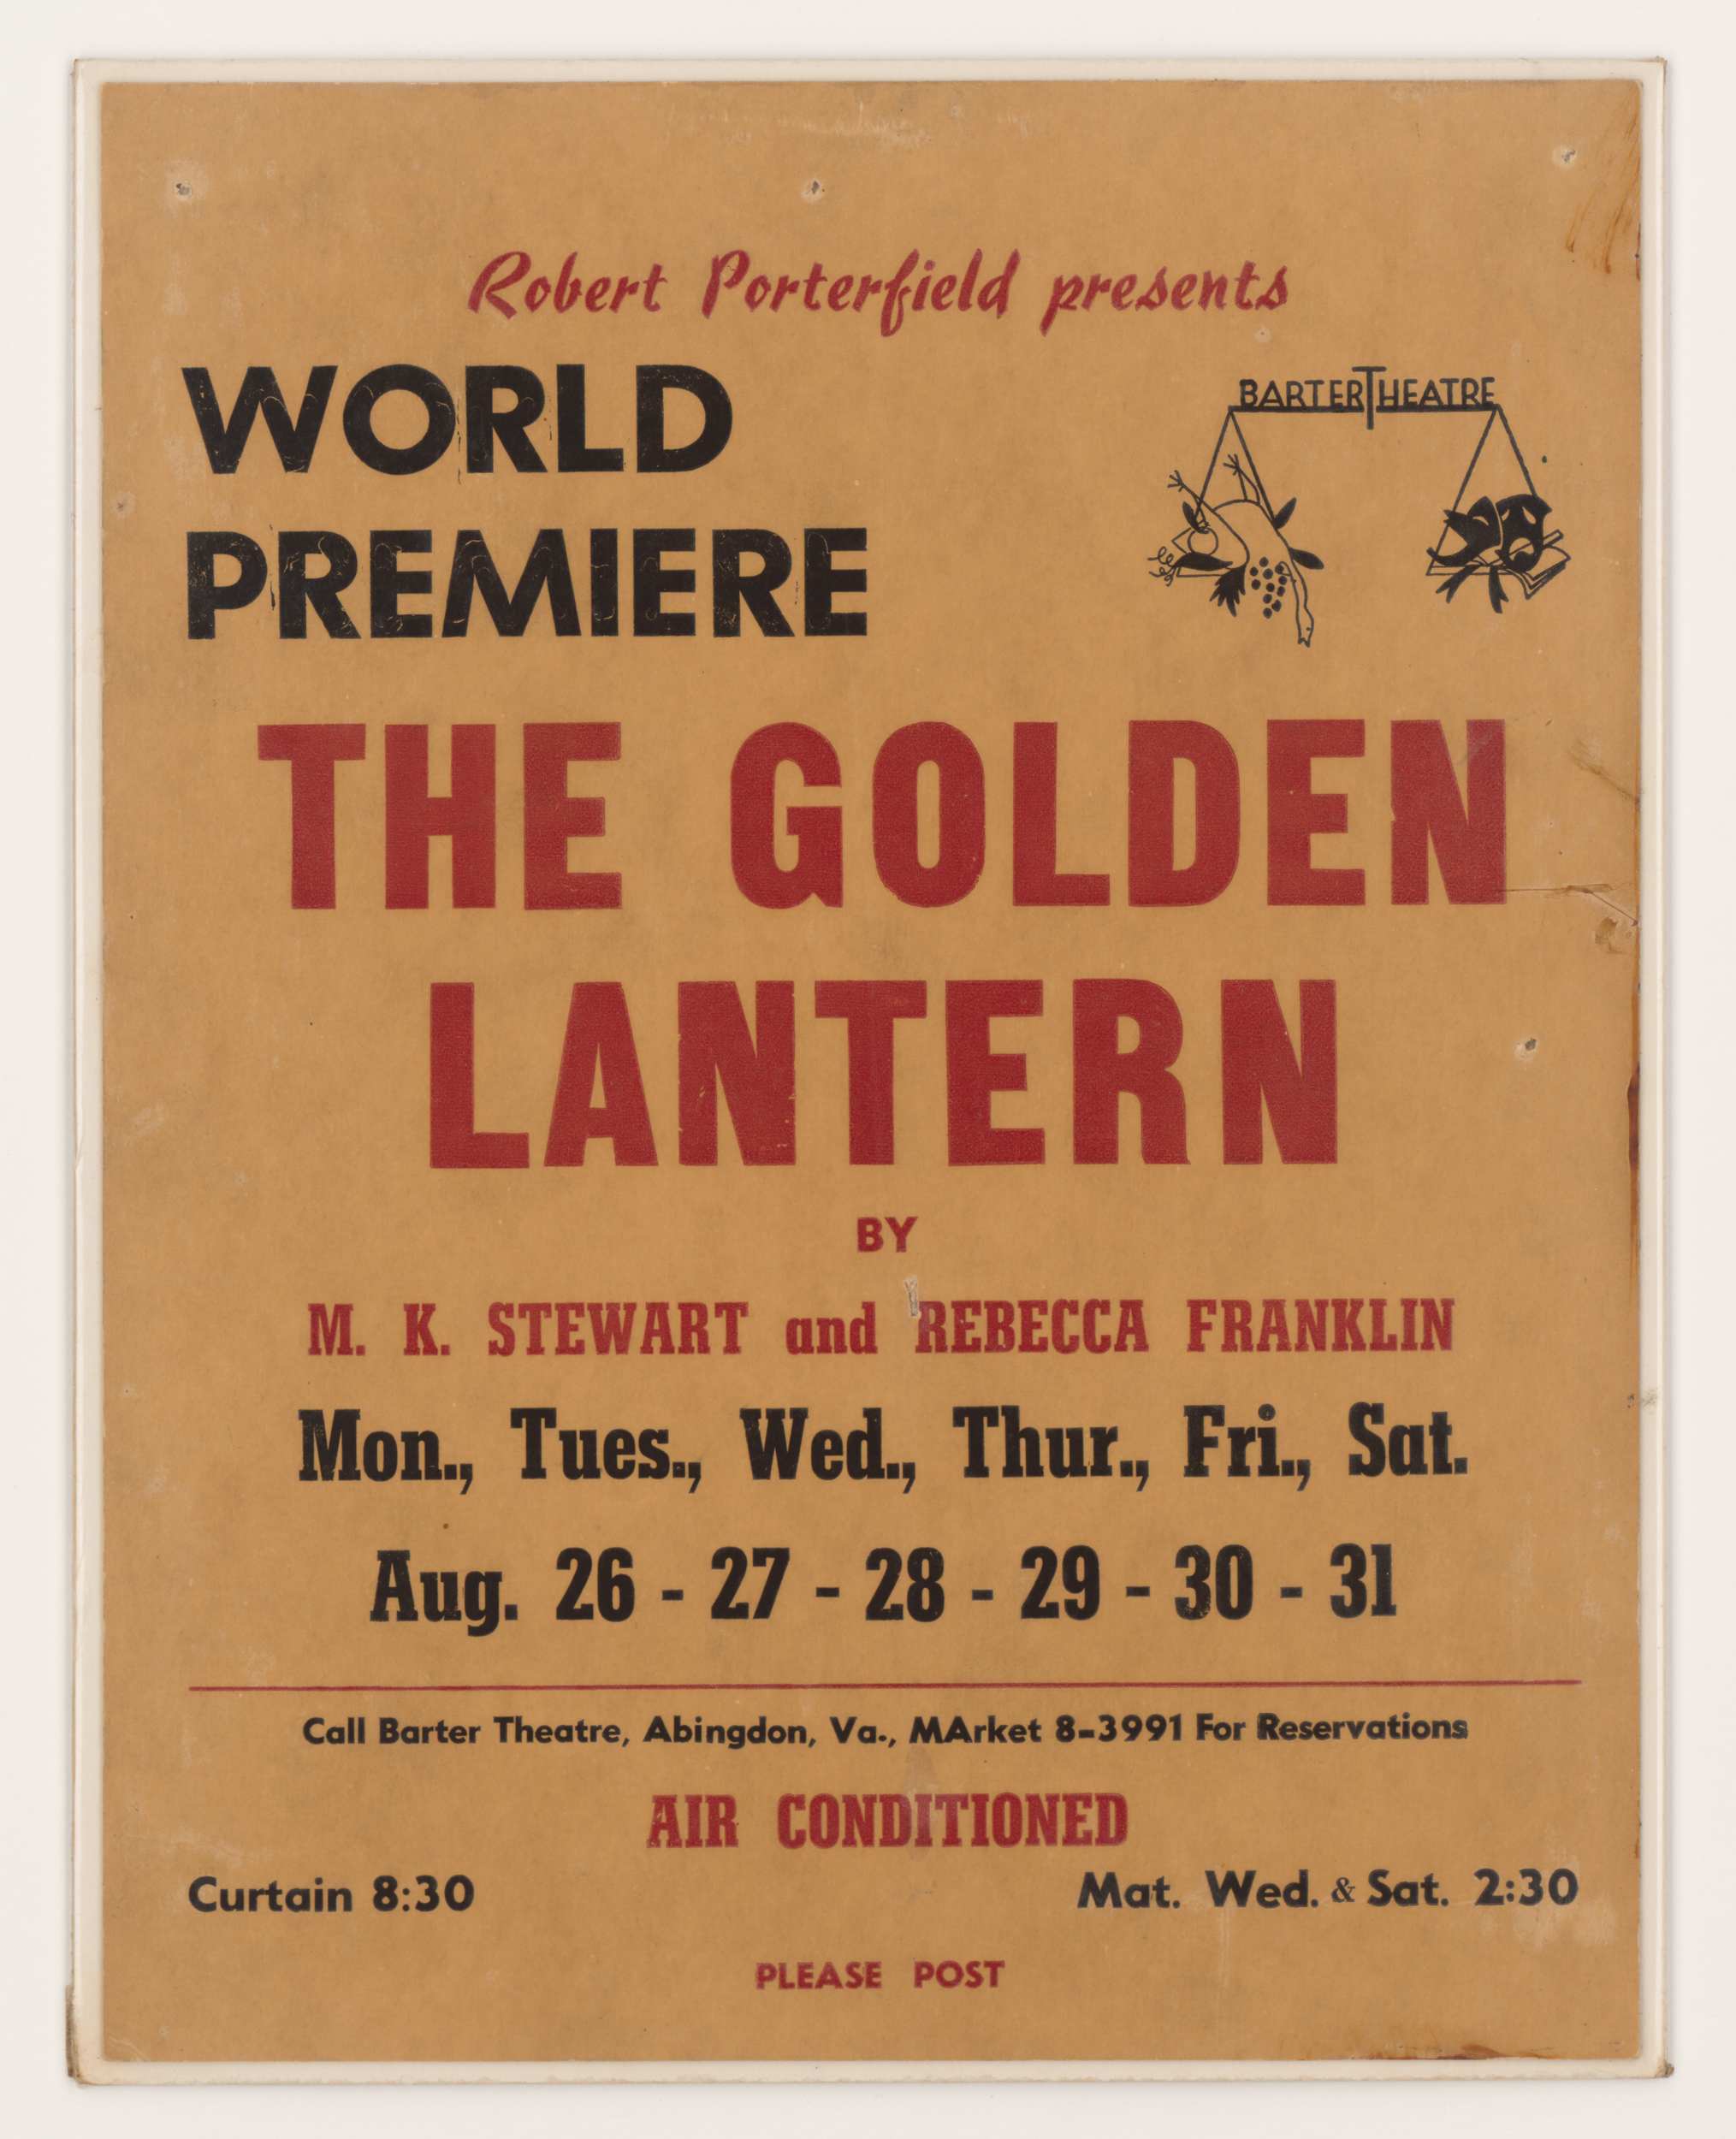 Robert Porterfield presents
WORLD
PREMIERE
BARTER THEATRE
THE GOLDEN
LANTERN
BY
M. K. STEWART and REBECCA FRANKLIN
Mon., Tues., Wed., Thur., Fri., Sat.
Aug. 26 - 27 - 28 - 29 - 30 - 31
Call Barter Theatre, Abingdon, Va., MArket 8-3991 For Reservations
AIR CONDITIONED
Curtain 8:30
Mat. Wed. & Sat. 2:30
PLEASE POST